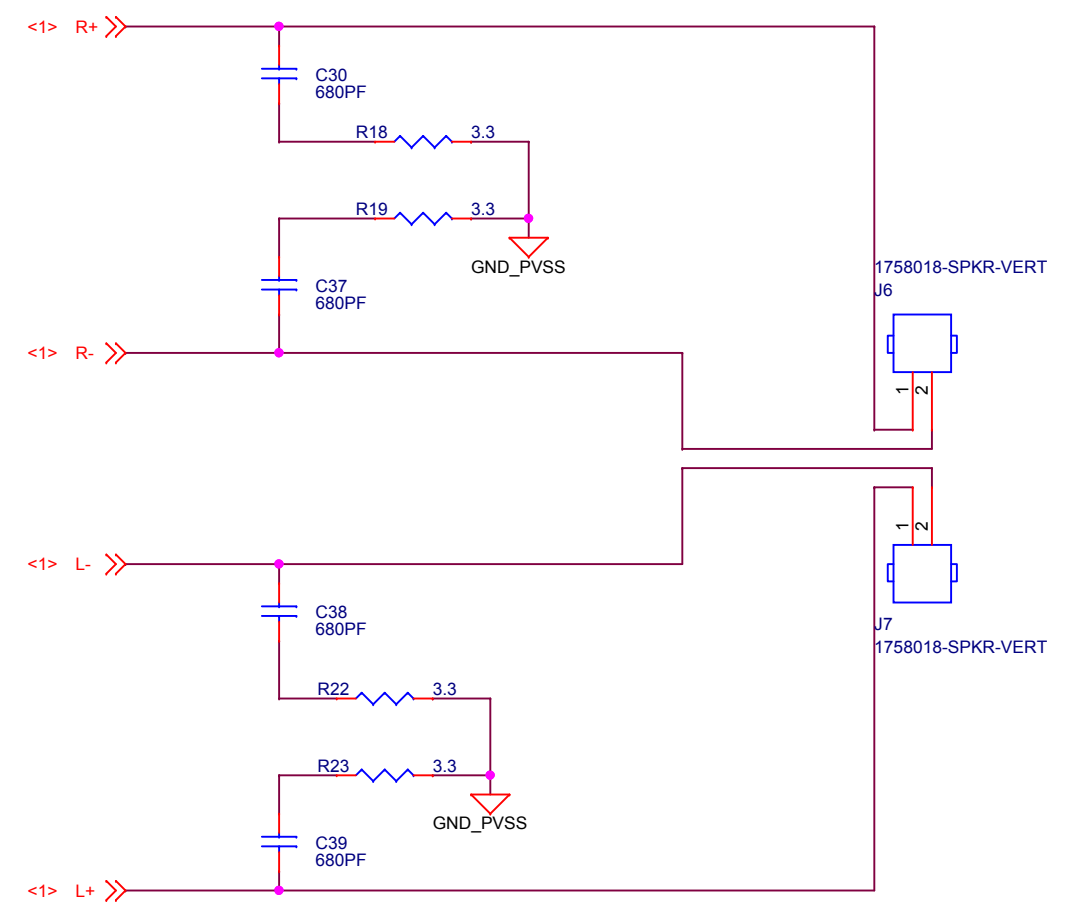 <1> R+
C30
680PF
R18 3.3
R19 3.3
GND_PVSS
C37
680PF
1758018-SPKR-VERT
J6
<1> R-
1 2
1 2
<1> L-
C38
680PF
J7
1758018-SPKR-VERT
R22 3.3
R23 3.3
GND_PVSS
C39
680PF
<1> L+